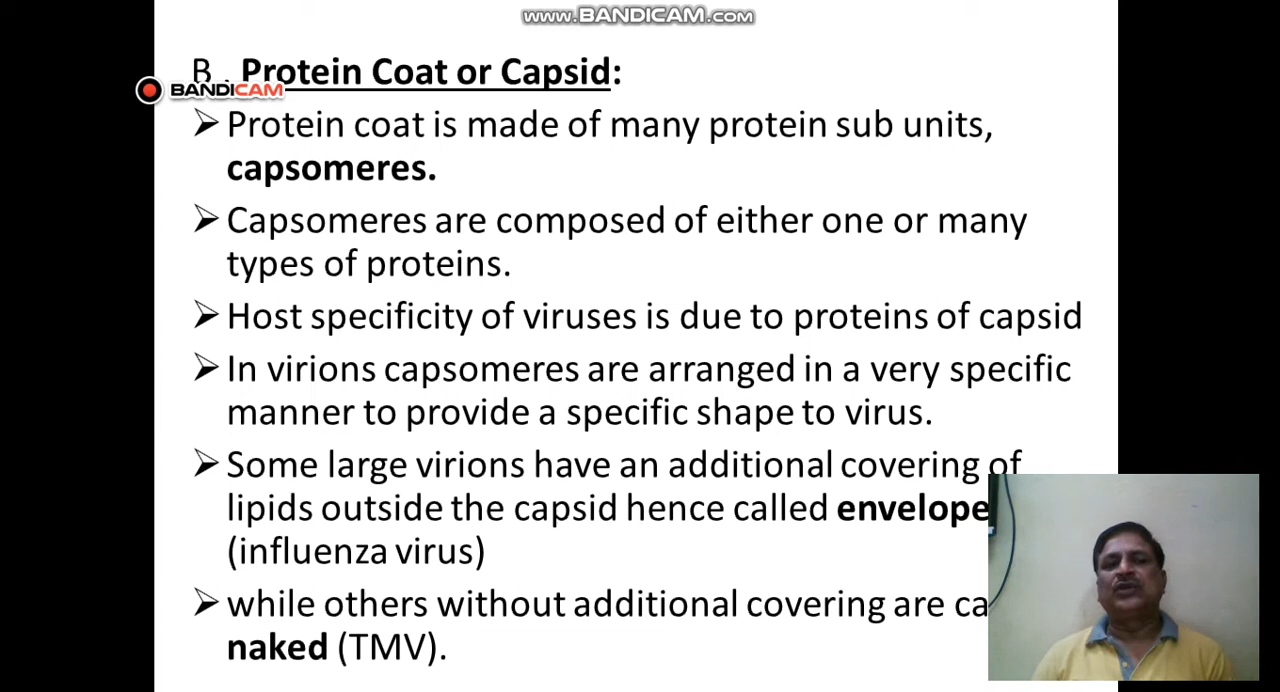 www.BANDICAM.com
B. Protein Coat or Capsid:
BANDICAM
➢ Protein coat is made of many protein sub units,
capsomeres.
➢ Capsomeres are composed of either one or many
types of proteins.
➢ Host specificity of viruses is due to proteins of capsid
➢ In virions capsomeres are arranged in a very specific
manner to provide a specific shape to virus.
➢ Some large virions have an additional covering of
lipids outside the capsid hence called envelope
(influenza virus)
➢ while others without additional covering are
naked (TMV).